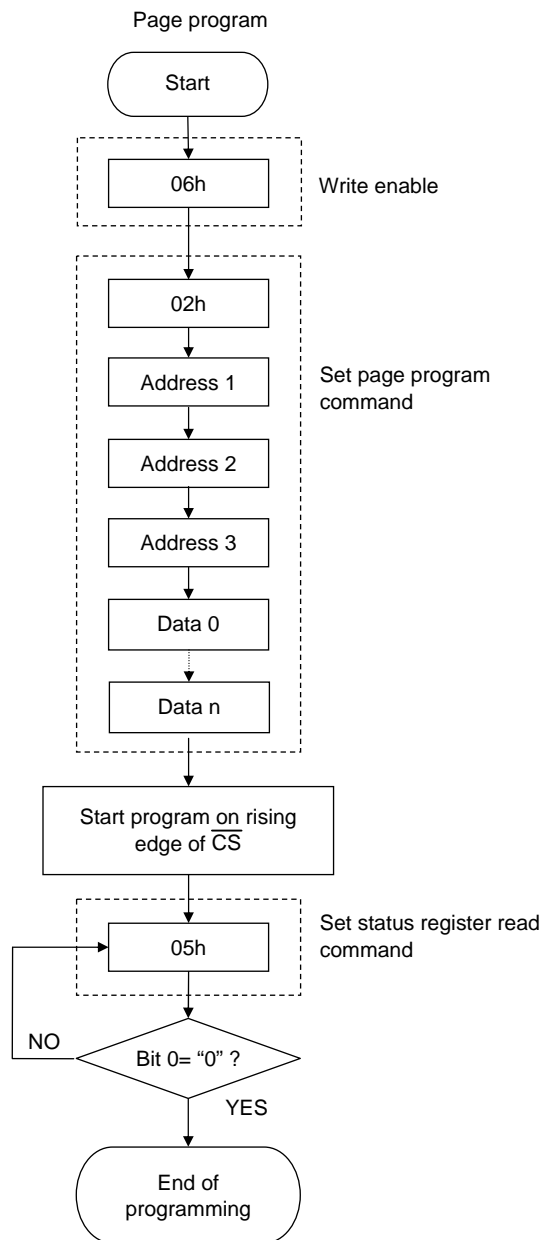 Page program
Start
06h
Write enable
02h
Address 1
Set page program
command
Address 2
Address 3
Data 0
Data n
Start program on rising
edge of C̅S̅
Set status register read
command
05h
NO
Bit 0= “0” ?
YES
End of
programming